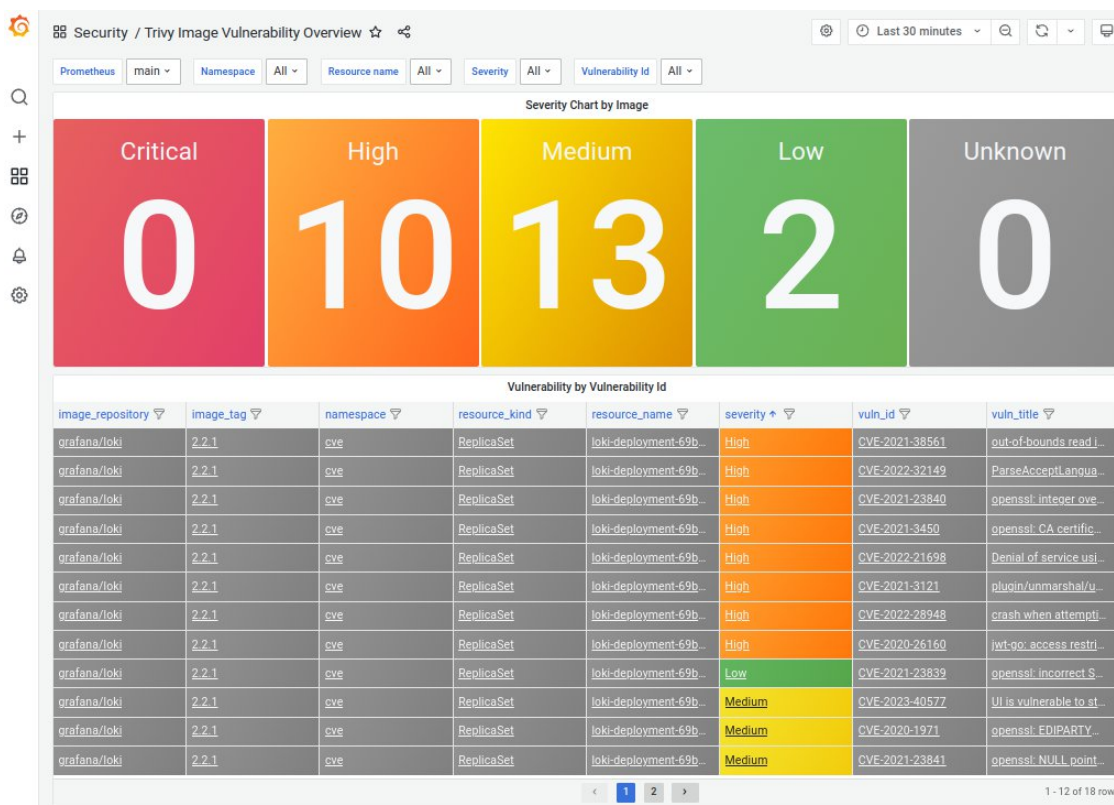 Security / Trivy Image Vulnerability Overview
Last 30 minutes
Prometheus main Namespace All Resource name All Severity All Vulnerability Id All
Severity Chart by Image
Critical High Medium Low Unknown
0 10 13 2 0
Vulnerability by Vulnerability Id
image_repository image_tag namespace resource_kind resource_name severity vuln_id vuln_title
grafana/loki 2.2.1 cve ReplicaSet loki-deployment-69b... High CVE-2021-38561 out-of-bounds read i...
grafana/loki 2.2.1 cve ReplicaSet loki-deployment-69b... High CVE-2022-32149 ParseAcceptLangua...
grafana/loki 2.2.1 cve ReplicaSet loki-deployment-69b... High CVE-2021-23840 openssl: integer ove...
grafana/loki 2.2.1 cve ReplicaSet loki-deployment-69b... High CVE-2021-3450 openssl: CA certific...
grafana/loki 2.2.1 cve ReplicaSet loki-deployment-69b... High CVE-2022-21698 Denial of service usi...
grafana/loki 2.2.1 cve ReplicaSet loki-deployment-69b... High CVE-2021-3121 plugin/unmarshal/u...
grafana/loki 2.2.1 cve ReplicaSet loki-deployment-69b... High CVE-2022-28948 crash when attempti...
grafana/loki 2.2.1 cve ReplicaSet loki-deployment-69b... High CVE-2020-26160 jwt-go: access restri...
grafana/loki 2.2.1 cve ReplicaSet loki-deployment-69b... Low CVE-2021-23839 openssl: incorrect S...
grafana/loki 2.2.1 cve ReplicaSet loki-deployment-69b... Medium CVE-2023-40577 UI is vulnerable to st...
grafana/loki 2.2.1 cve ReplicaSet loki-deployment-69b... Medium CVE-2020-1971 openssl: EDIPARTY...
grafana/loki 2.2.1 cve ReplicaSet loki-deployment-69b... Medium CVE-2021-23841 openssl: NULL point...
1 2 1 - 12 of 18 row